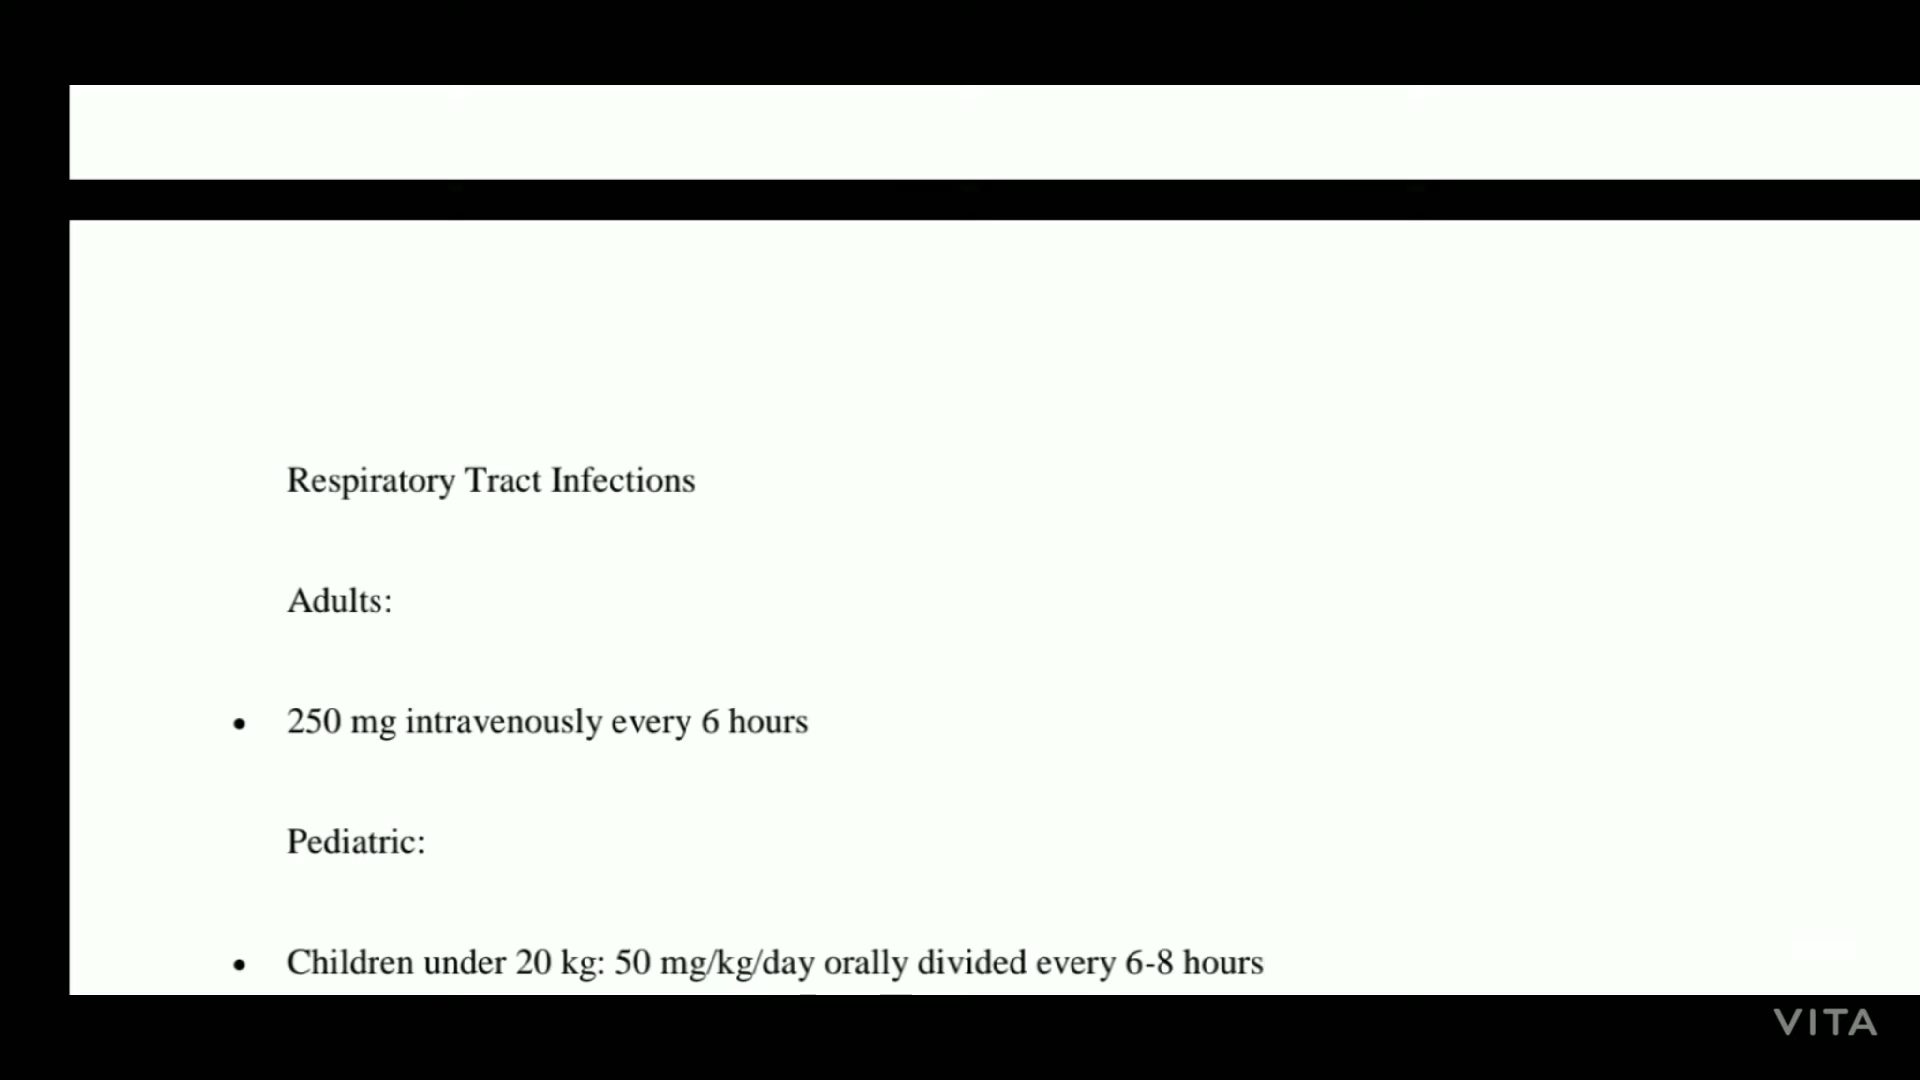 Respiratory Tract Infections
Adults:
• 250 mg intravenously every 6 hours
Pediatric:
• Children under 20 kg: 50 mg/kg/day orally divided every 6-8 hours
VITA